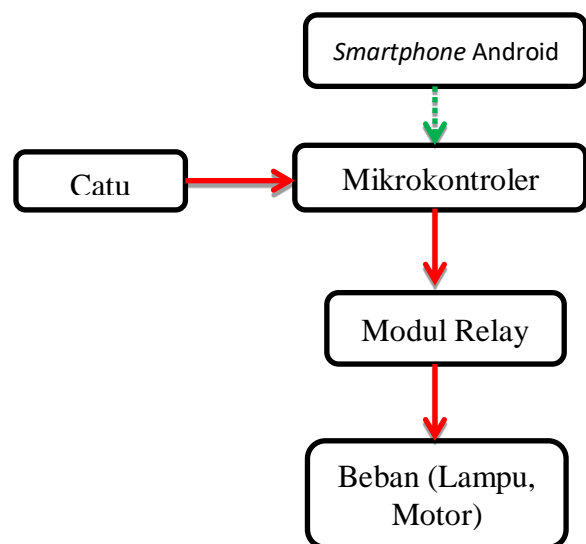 Smartphone Android
Mikrokontroler
Catu
Modul Relay
Beban (Lampu,
Motor)